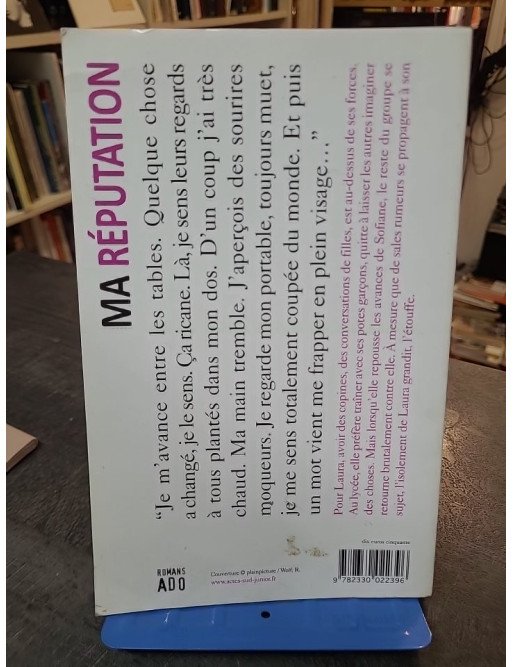 MA RÉPUTATION
“Je m’avance entre les tables. Quelque chose
a changé, je le sens. Ça ricane. Là, je sens leurs regards
à tous plantés dans mon dos. D’un coup j’ai très
chaud. Ma main tremble. J’aperçois des sourires
moqueurs. Je regarde mon portable, toujours muet,
je me sens totalement coupée du monde. Et puis
un mot vient me frapper en plein visage…”
Pour Laura, avoir des copines, des conversations de filles, est au-dessus de ses forces.
Au lycée, elle préfère traîner avec ses potes garçons, quitte à laisser les autres imaginer
des choses. Mais lorsqu’elle repousse les avances de Sofiane, le reste du groupe se
retourne brutalement contre elle. À mesure que de sales rumeurs se propagent à son
sujet, l’isolement de Laura grandit, l’étouffe.
ROMANS
ADO
Couverture © plainpicture / Wolf, R.
www.actes-sud-junior.fr
dix euros cinquante
9 782330 022396